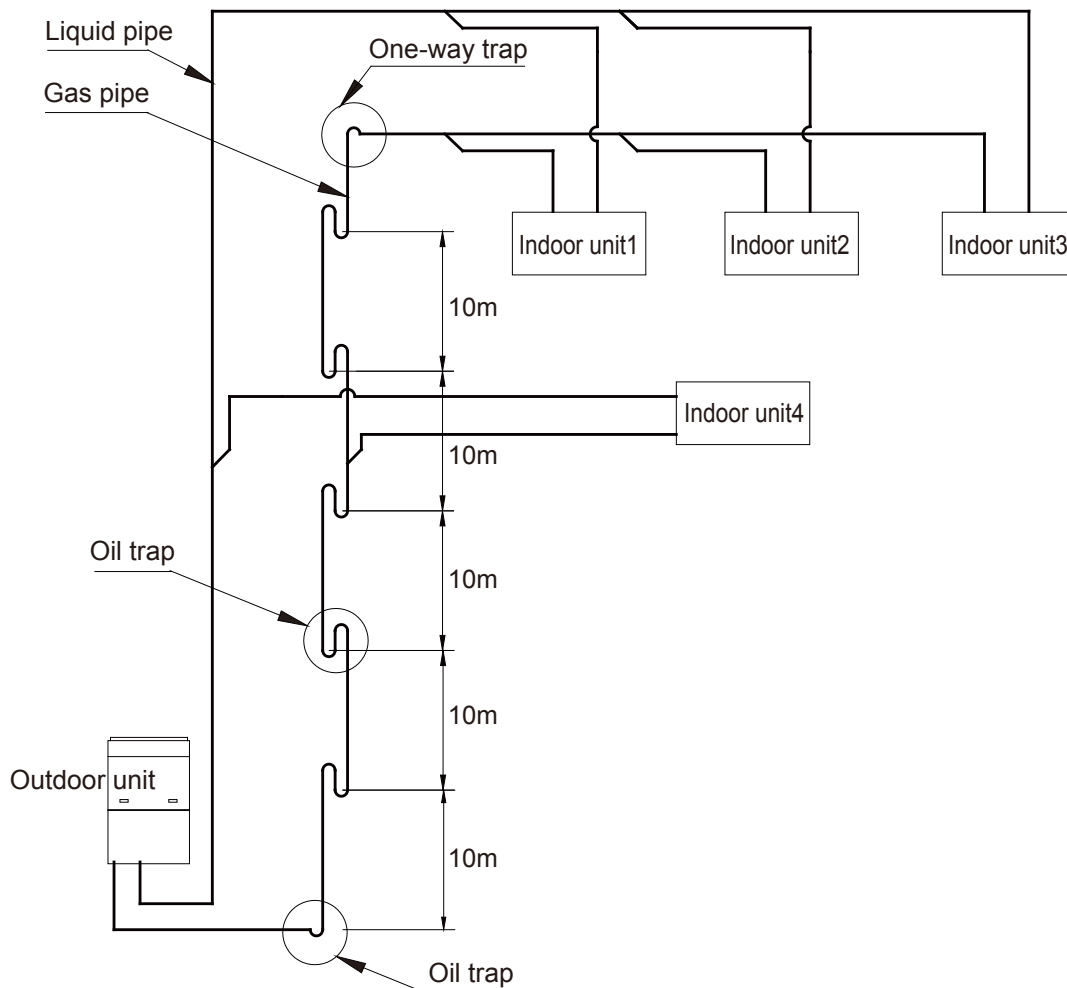 Liquid pipe
One-way trap
Gas pipe
Indoor unit1
Indoor unit2
Indoor unit3
10m
Indoor unit4
10m
Oil trap
10m
10m
Outdoor unit
10m
Oil trap